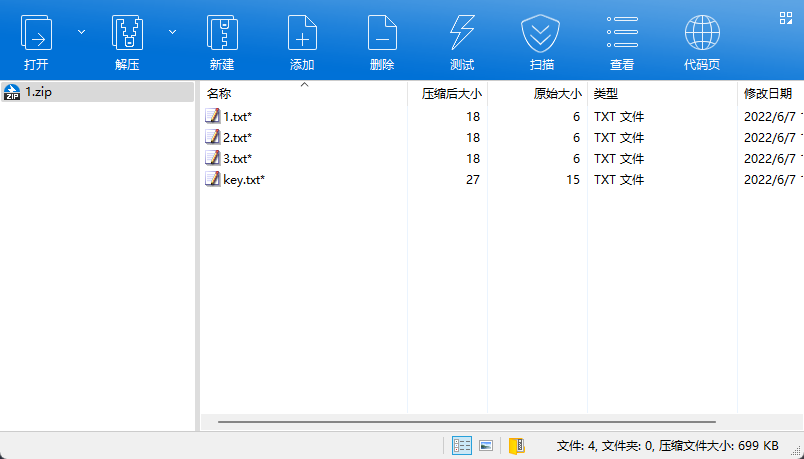 打开 解压 新建 添加 删除 测试 扫描 查看 代码页
1.zip
名称 压缩后大小 原始大小 类型 修改日期
1.txt* 18 6 TXT 文件 2022/6/7
2.txt* 18 6 TXT 文件 2022/6/7
3.txt* 18 6 TXT 文件 2022/6/7
key.txt* 27 15 TXT 文件 2022/6/7
文件: 4, 文件夹: 0, 压缩文件大小: 699 KB